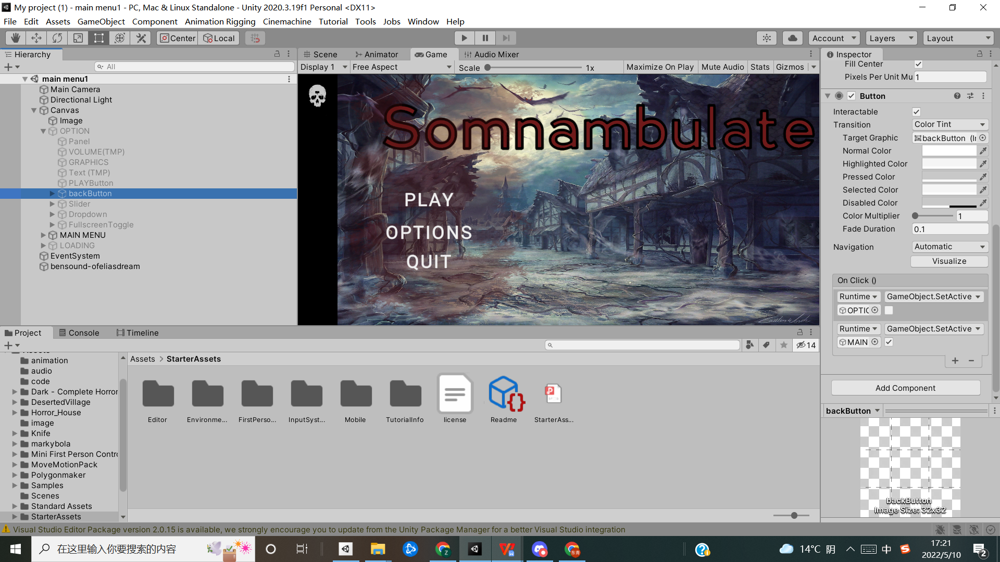 My project (1) - main menu1 - PC, Mac & Linux Standalone - Unity 2020.3.19f1 Personal <DX11>
File Edit Assets GameObject Component Animation Rigging Cinemachine Tutorial Tools Jobs Window Help
Center Local Account Layers Layout
Hierarchy
All
main menu1
Main Camera
Directional Light
Canvas
Image
OPTION
Panel
VOLUME(TMP)
GRAPHICS
Text (TMP)
PLAYButton
backButton
Slider
Dropdown
FullscreenToggle
MAIN MENU
LOADING
EventSystem
bensound-ofeliasdream
Scene Animator Game Audio Mixer
Display 1 Free Aspect Scale 1x Maximize On Play Mute Audio Stats Gizmos
Somnambulate
PLAY
OPTIONS
QUIT
Inspector
Fill Center
Pixels Per Unit Mu 1
Button
Interactable
Transition Color Tint
Target Graphic backButton (I
Normal Color
Highlighted Color
Pressed Color
Selected Color
Disabled Color
Color Multiplier 1
Fade Duration 0.1
Navigation Automatic
Visualize
On Click ()
Runtime GameObject.SetActive
OPTIC
Runtime GameObject.SetActive
MAIN
+ −
Add Component
backButton
backButton
Image Size: 32x32
Project Console Timeline
14
Assets
animation
audio
code
Dark - Complete Horror
DesertedVillage
Horror_House
image
Knife
markybola
Mini First Person Contro
MoveMotionPack
Polygonmaker
Samples
Scenes
Standard Assets
StarterAssets
Assets > StarterAssets
Editor Environme... FirstPerso... InputSyst... Mobile TutorialInfo license Readme StarterAss...
Visual Studio Editor Package version 2.0.15 is available, we strongly encourage you to update from the Unity Package Manager for a better Visual Studio integration
在这里输入你要搜索的内容
14°C 阴
中
17:21
2022/5/10
2